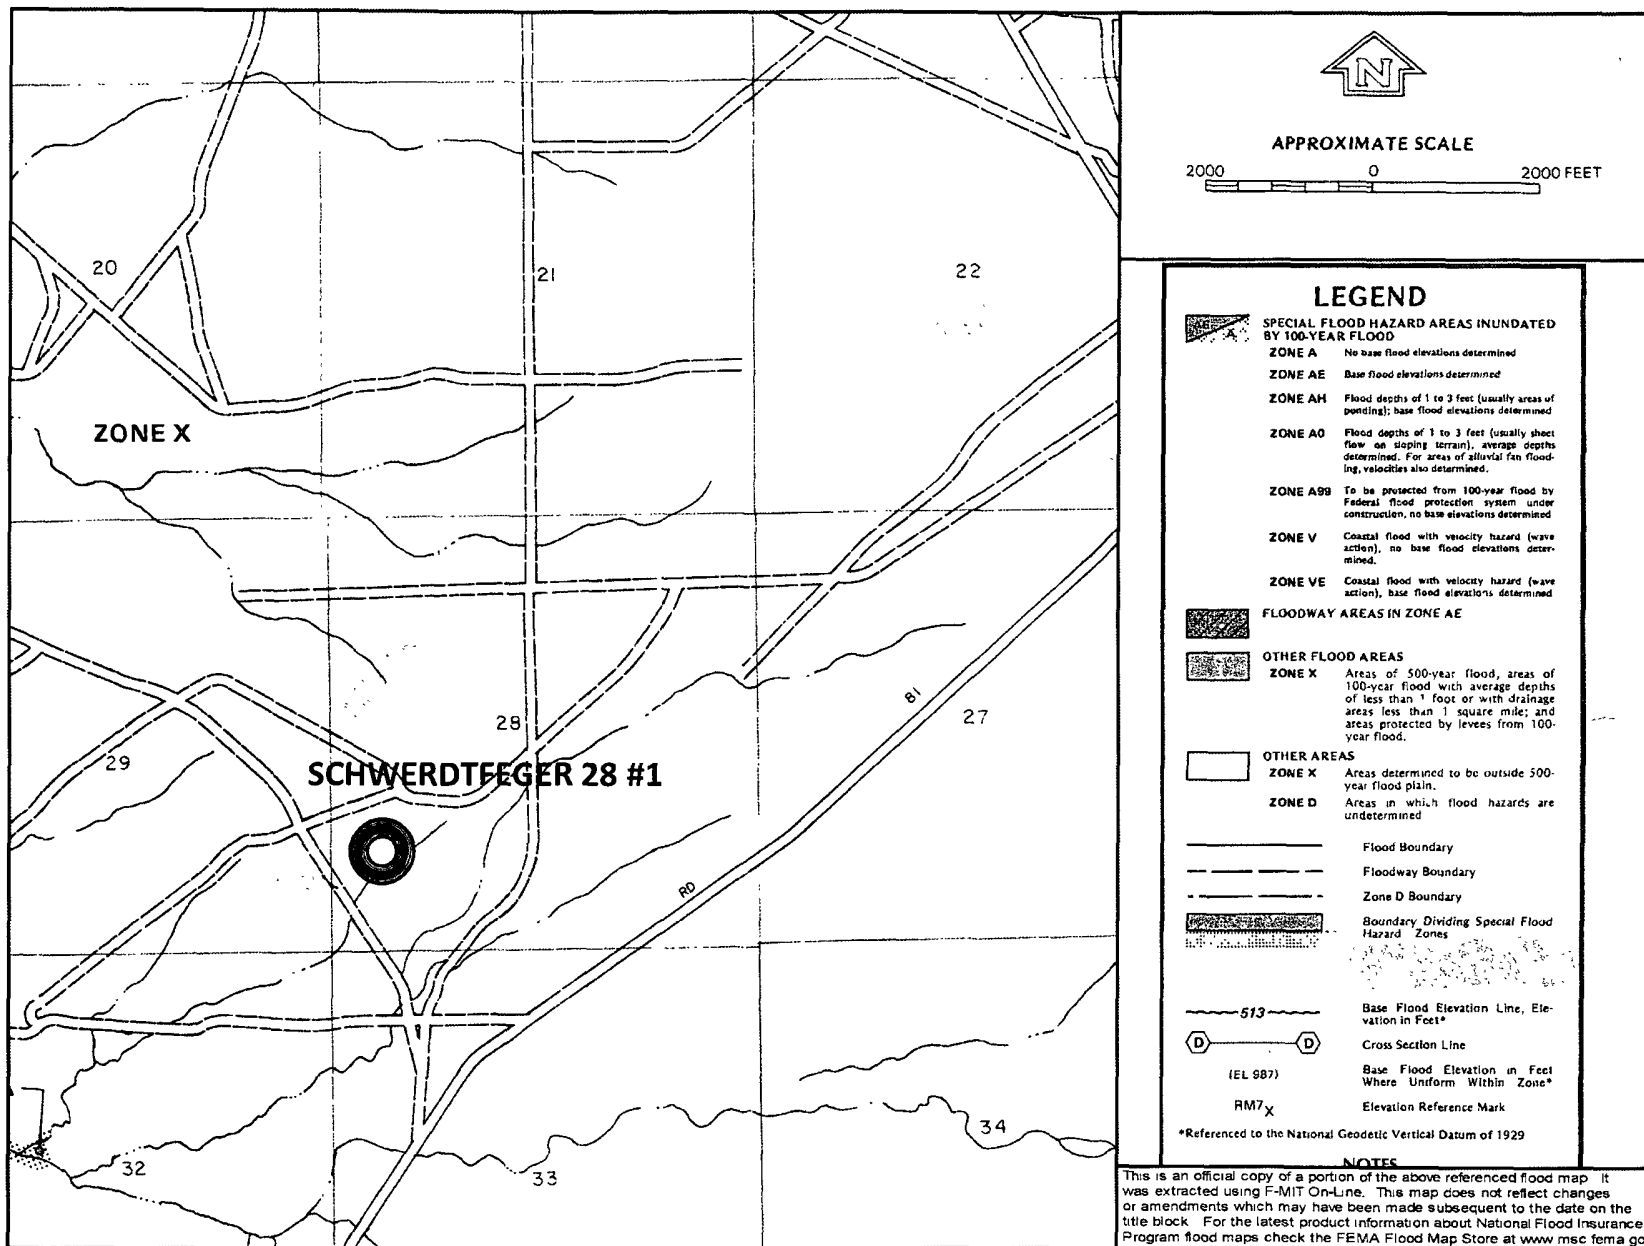 20
21
22
ZONE X
28
27
29
SCHWERDTFEGER 28 #1
81
RD
32
33
34
N
APPROXIMATE SCALE
2000 0 2000 FEET
LEGEND
SPECIAL FLOOD HAZARD AREAS INUNDATED
BY 100-YEAR FLOOD
ZONE A No base flood elevations determined
ZONE AE Base flood elevations determined
ZONE AH Flood depths of 1 to 3 feet (usually areas of
ponding); base flood elevations determined
ZONE AO Flood depths of 1 to 3 feet (usually sheet
flow on sloping terrain), average depths
determined. For areas of alluvial fan flood-
ing, velocities also determined.
ZONE A99 To be protected from 100-year flood by
Federal flood protection system under
construction, no base elevations determined
ZONE V Coastal flood with velocity hazard (wave
action), no base flood elevations deter-
mined.
ZONE VE Coastal flood with velocity hazard (wave
action), base flood elevations determined
FLOODWAY AREAS IN ZONE AE
OTHER FLOOD AREAS
ZONE X Areas of 500-year flood, areas of
100-year flood with average depths
of less than 1 foot or with drainage
areas less than 1 square mile; and
areas protected by levees from 100-
year flood.
OTHER AREAS
ZONE X Areas determined to be outside 500-
year flood plain.
ZONE D Areas in which flood hazards are
undetermined
Flood Boundary
Floodway Boundary
Zone D Boundary
Boundary Dividing Special Flood
Hazard Zones
513 Base Flood Elevation Line, Ele-
vation in Feet*
D D Cross Section Line
(EL 987) Base Flood Elevation in Feet
Where Uniform Within Zone*
RM7X Elevation Reference Mark
*Referenced to the National Geodetic Vertical Datum of 1929
NOTES
This is an official copy of a portion of the above referenced flood map It
was extracted using F-MIT On-Line. This map does not reflect changes
or amendments which may have been made subsequent to the date on the
title block For the latest product information about National Flood Insurance
Program flood maps check the FEMA Flood Map Store at www msc fema go